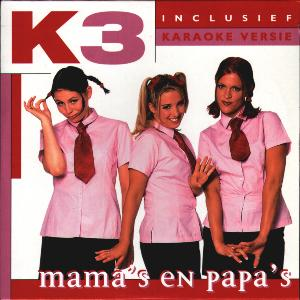 K3
INCLUSIEF
KARAOKE VERSIE
mama's en papa's